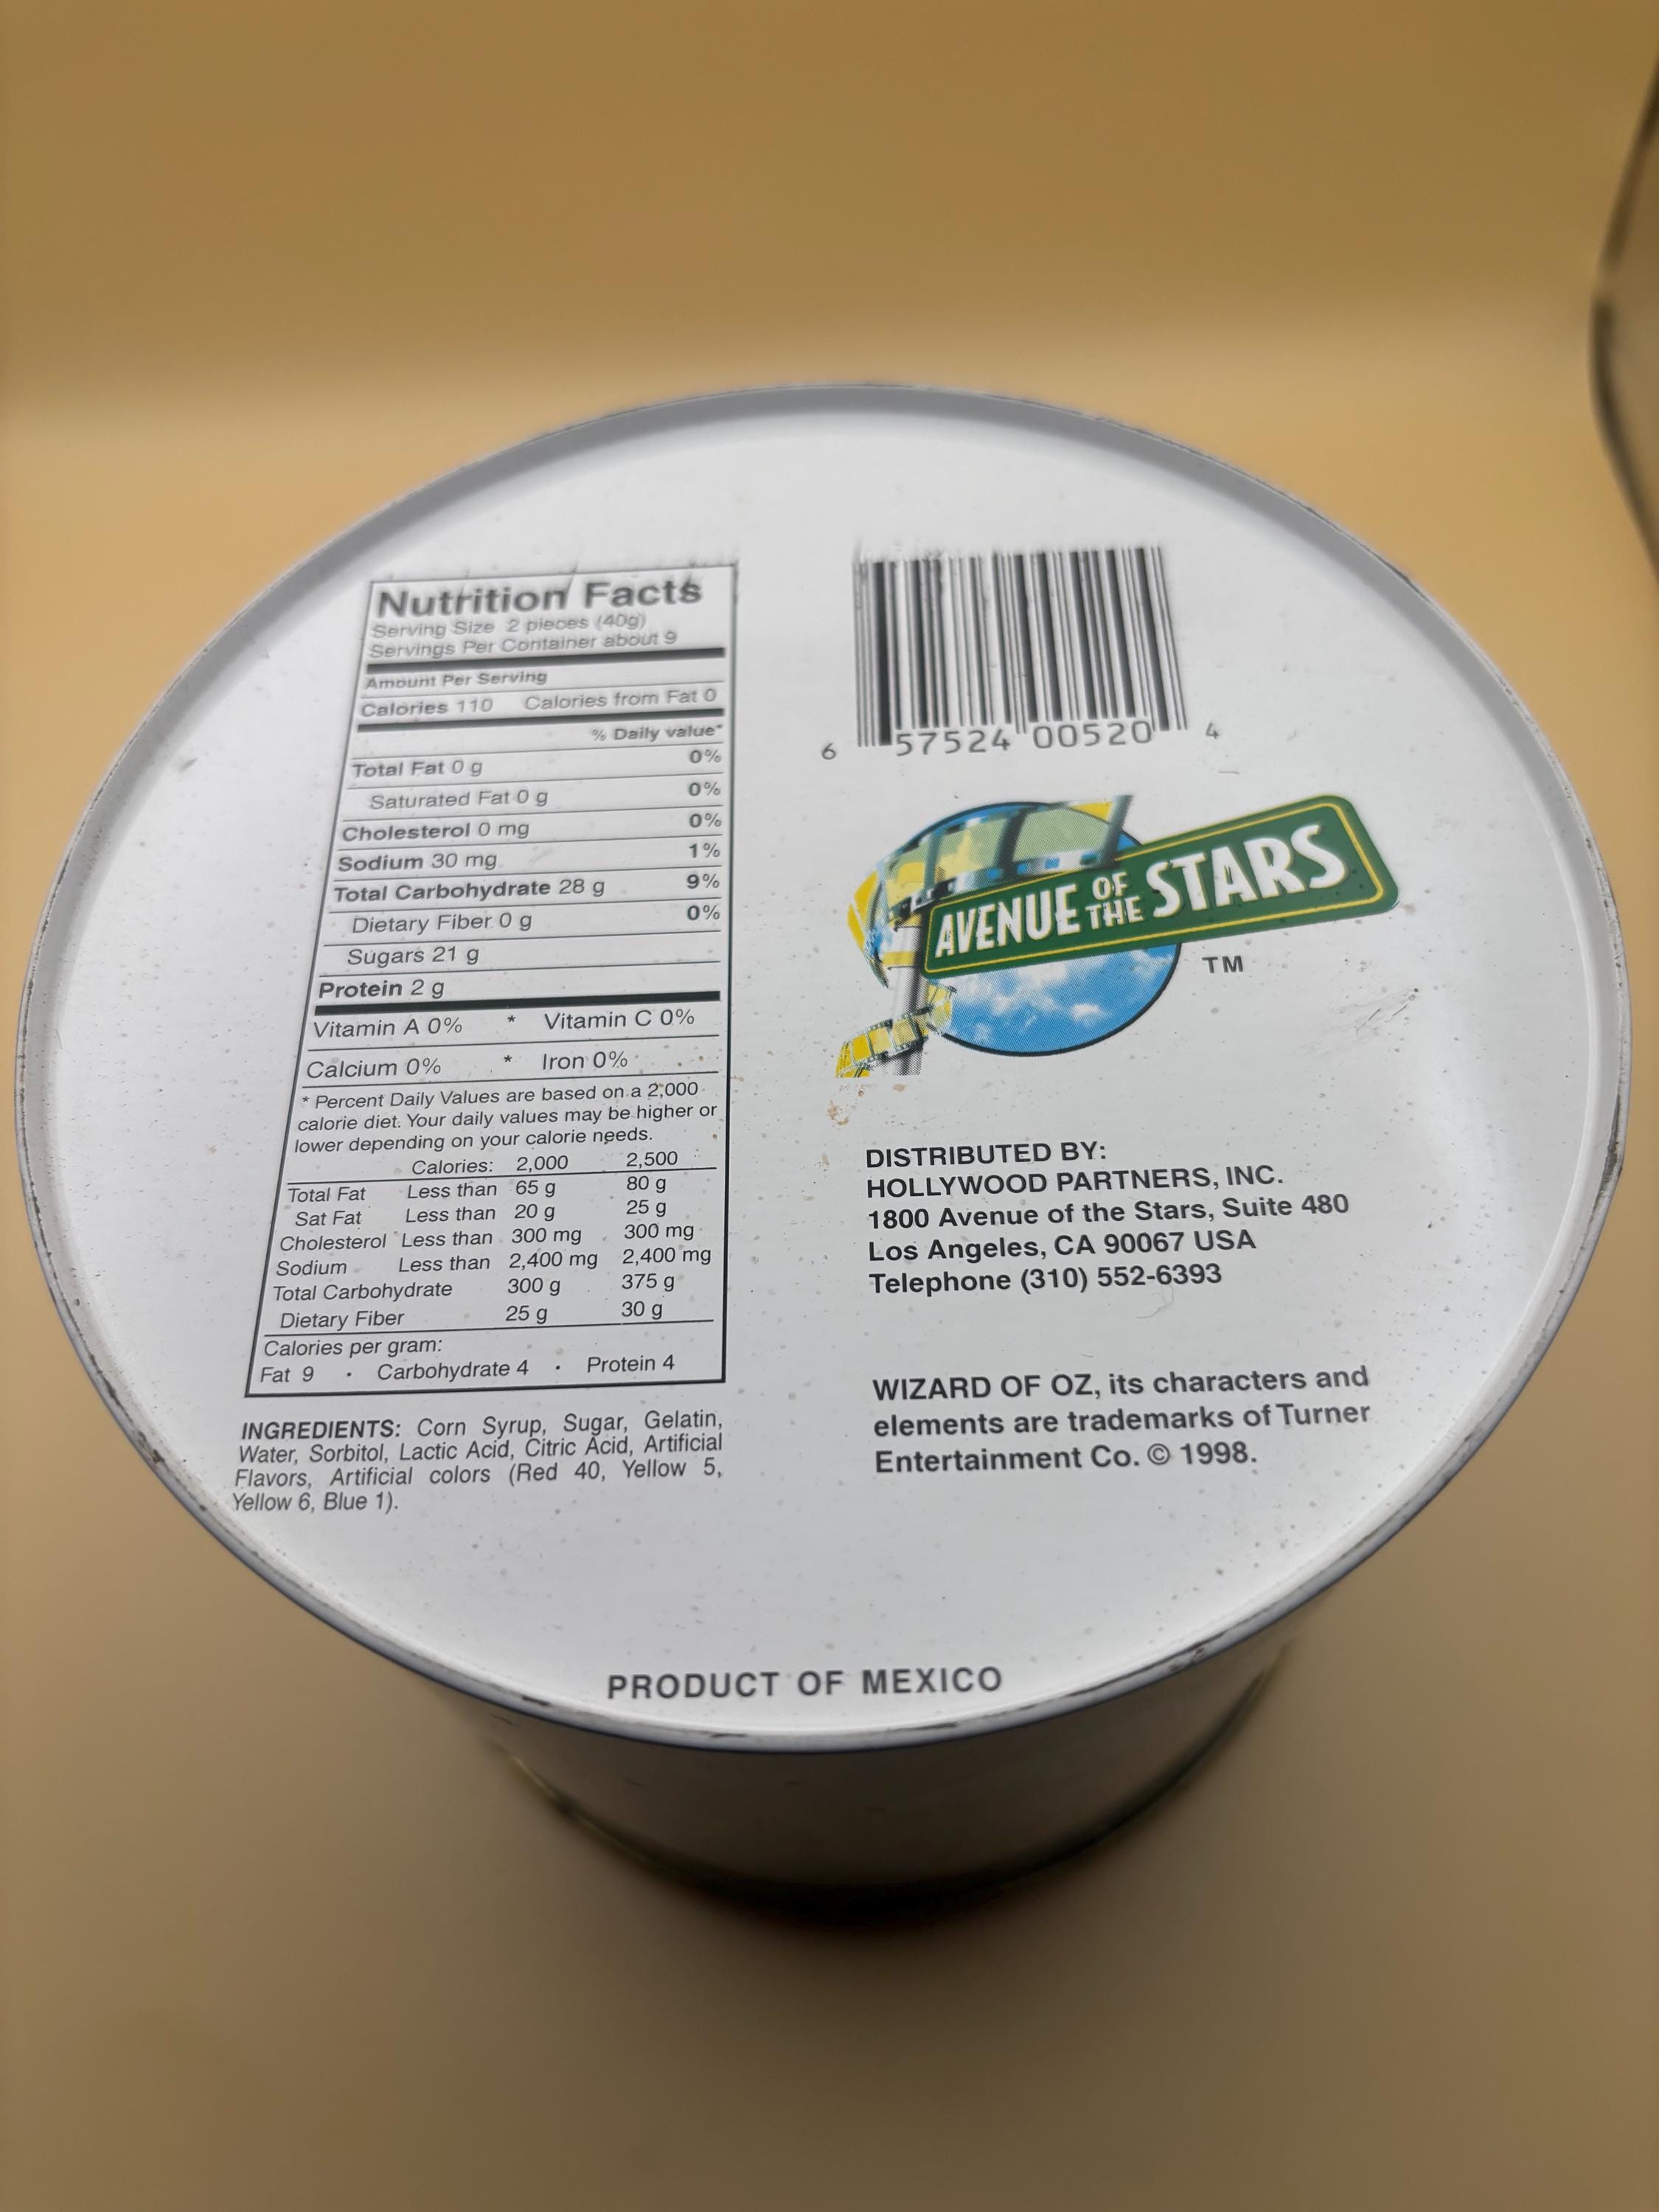 Nutrition Facts
Serving Size 2 pieces (40g)
Servings Per Container about 9
Amount Per Serving
Calories 110 Calories from Fat 0
% Daily value*
Total Fat 0 g 0%
Saturated Fat 0 g 0%
Cholesterol 0 mg 0%
Sodium 30 mg 1%
Total Carbohydrate 28 g 9%
Dietary Fiber 0 g 0%
Sugars 21 g
Protein 2 g
Vitamin A 0% * Vitamin C 0%
Calcium 0% * Iron 0%
* Percent Daily Values are based on a 2,000
calorie diet. Your daily values may be higher or
lower depending on your calorie needs.
Calories: 2,000 2,500
Total Fat Less than 65 g 80 g
Sat Fat Less than 20 g 25 g
Cholesterol Less than 300 mg 300 mg
Sodium Less than 2,400 mg 2,400 mg
Total Carbohydrate 300 g 375 g
Dietary Fiber 25 g 30 g
Calories per gram:
Fat 9 • Carbohydrate 4 • Protein 4
INGREDIENTS: Corn Syrup, Sugar, Gelatin,
Water, Sorbitol, Lactic Acid, Citric Acid, Artificial
Flavors, Artificial colors (Red 40, Yellow 5,
Yellow 6, Blue 1).
6 57524 00520 4
AVENUE OF THE STARS
TM
DISTRIBUTED BY:
HOLLYWOOD PARTNERS, INC.
1800 Avenue of the Stars, Suite 480
Los Angeles, CA 90067 USA
Telephone (310) 552-6393
WIZARD OF OZ, its characters and
elements are trademarks of Turner
Entertainment Co. © 1998.
PRODUCT OF MEXICO